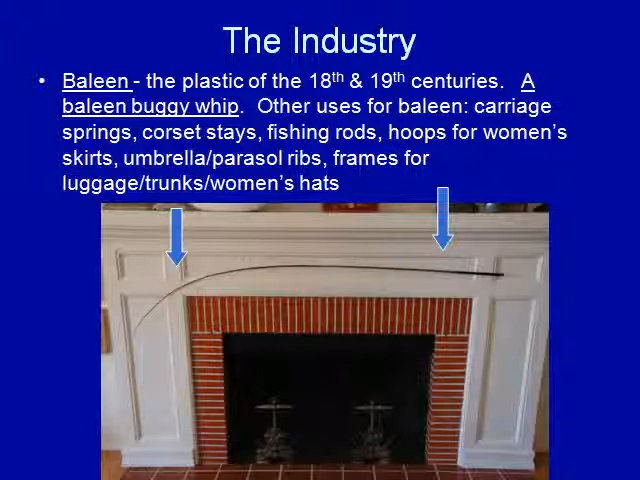 The Industry
• Baleen - the plastic of the 18th & 19th centuries. A
baleen buggy whip. Other uses for baleen: carriage
springs, corset stays, fishing rods, hoops for women’s
skirts, umbrella/parasol ribs, frames for
luggage/trunks/women’s hats